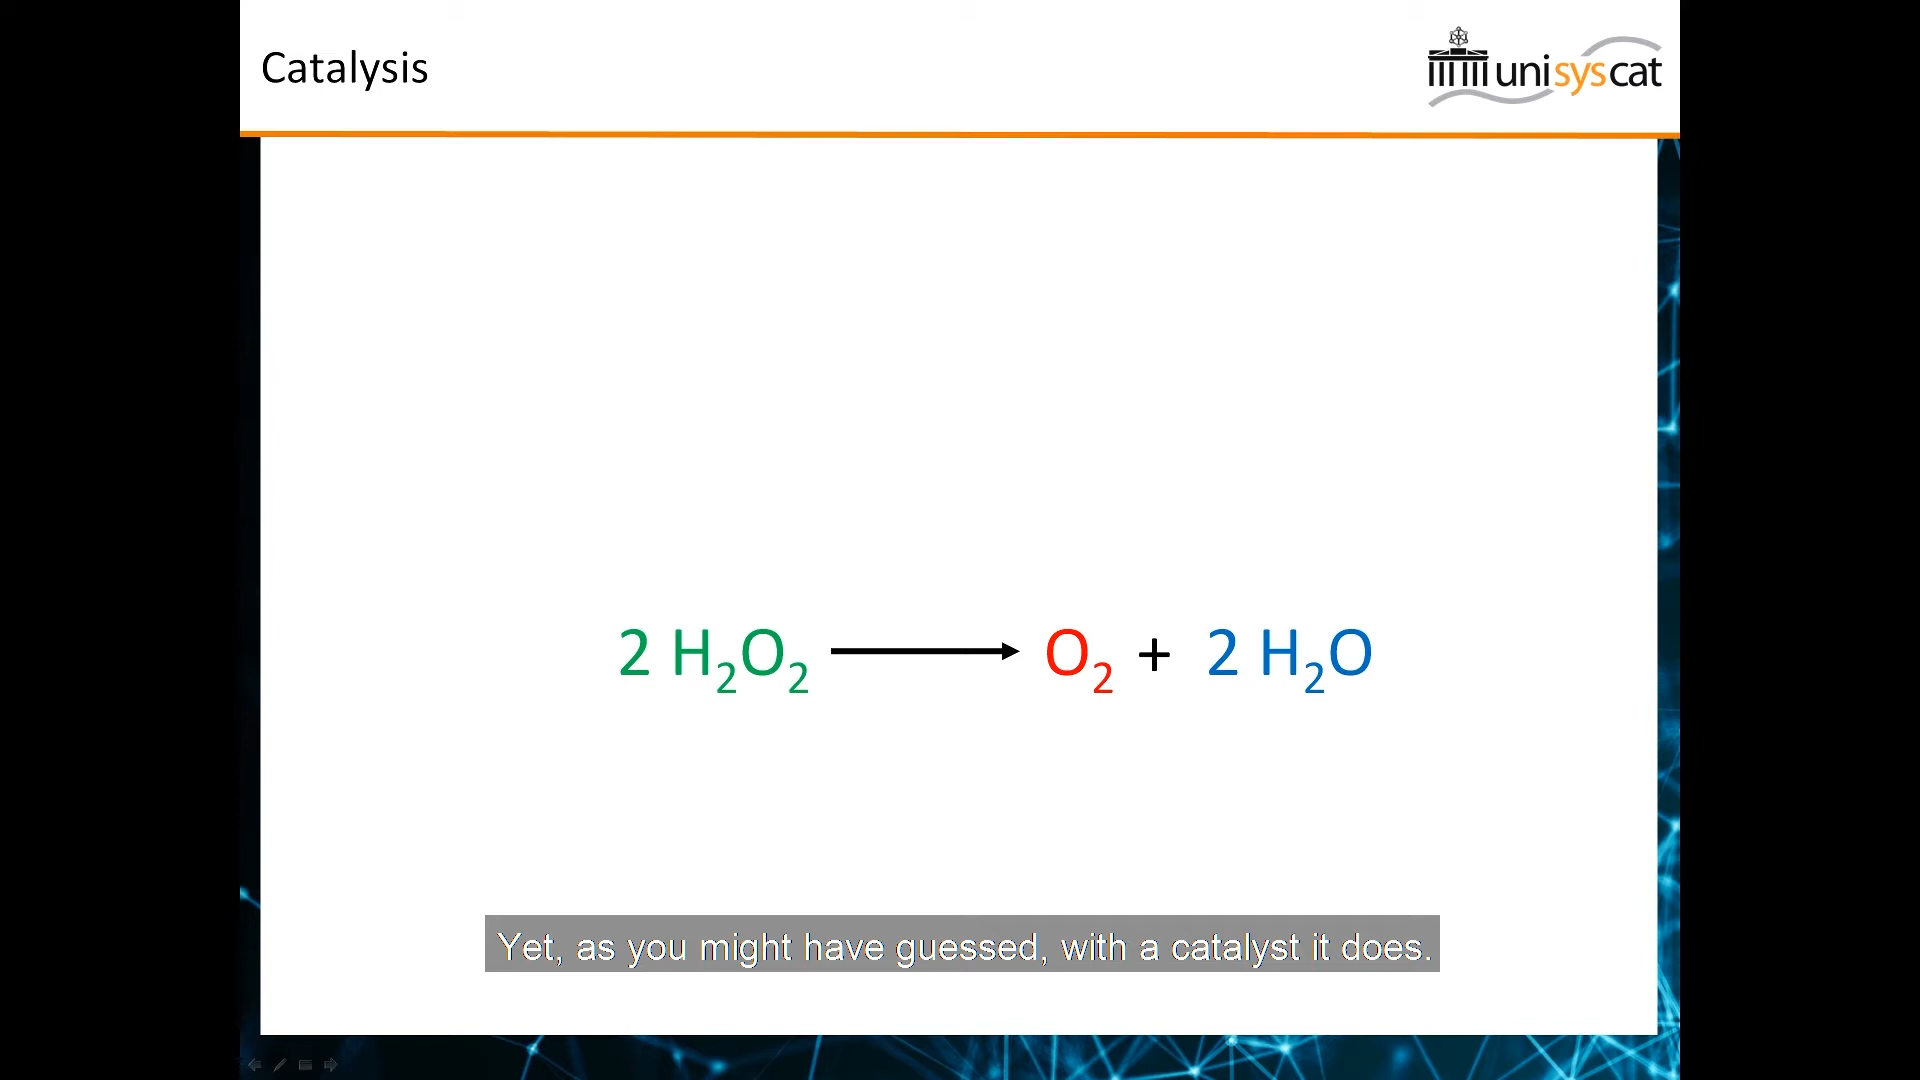 Catalysis
unisyscat
2 H₂O₂ ⟶ O₂ + 2 H₂O
Yet, as you might have guessed, with a catalyst it does.